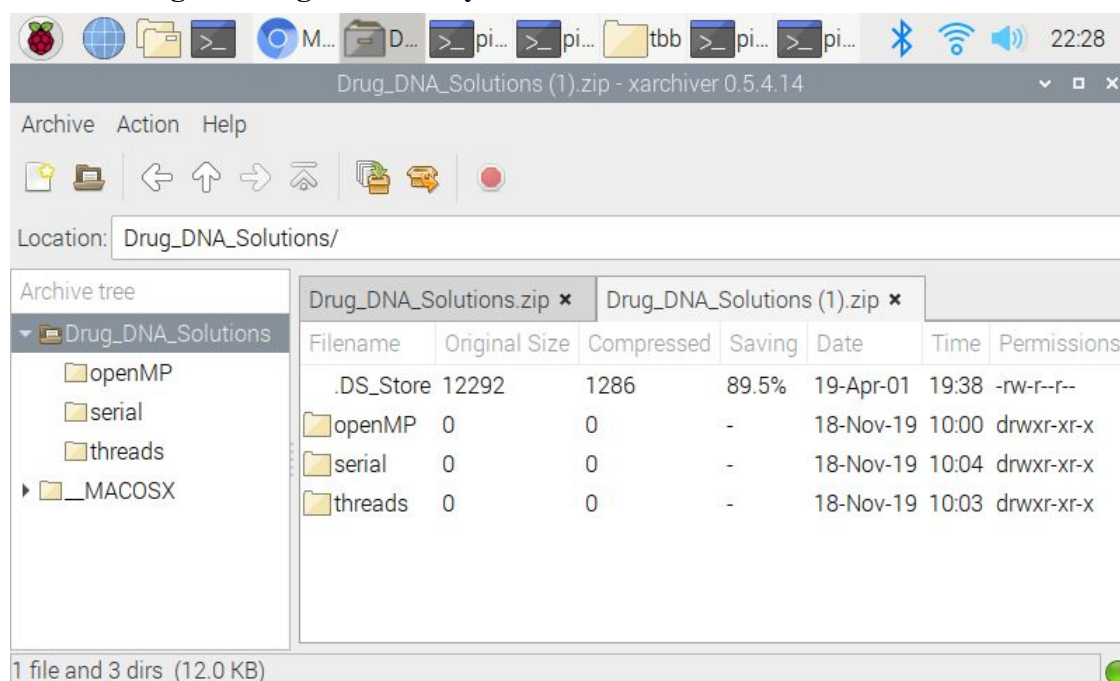 M... D... pi... pi... tbb pi... pi... 22:28
Drug_DNA_Solutions (1).zip - xarchiver 0.5.4.14
Archive Action Help
Location: Drug_DNA_Solutions/
Archive tree
Drug_DNA_Solutions
openMP
serial
threads
__MACOSX
Drug_DNA_Solutions.zip Drug_DNA_Solutions (1).zip
Filename Original Size Compressed Saving Date Time Permissions
.DS_Store 12292 1286 89.5% 19-Apr-01 19:38 -rw-r--r--
openMP 0 0 - 18-Nov-19 10:00 drwxr-xr-x
serial 0 0 - 18-Nov-19 10:04 drwxr-xr-x
threads 0 0 - 18-Nov-19 10:03 drwxr-xr-x
1 file and 3 dirs (12.0 KB)